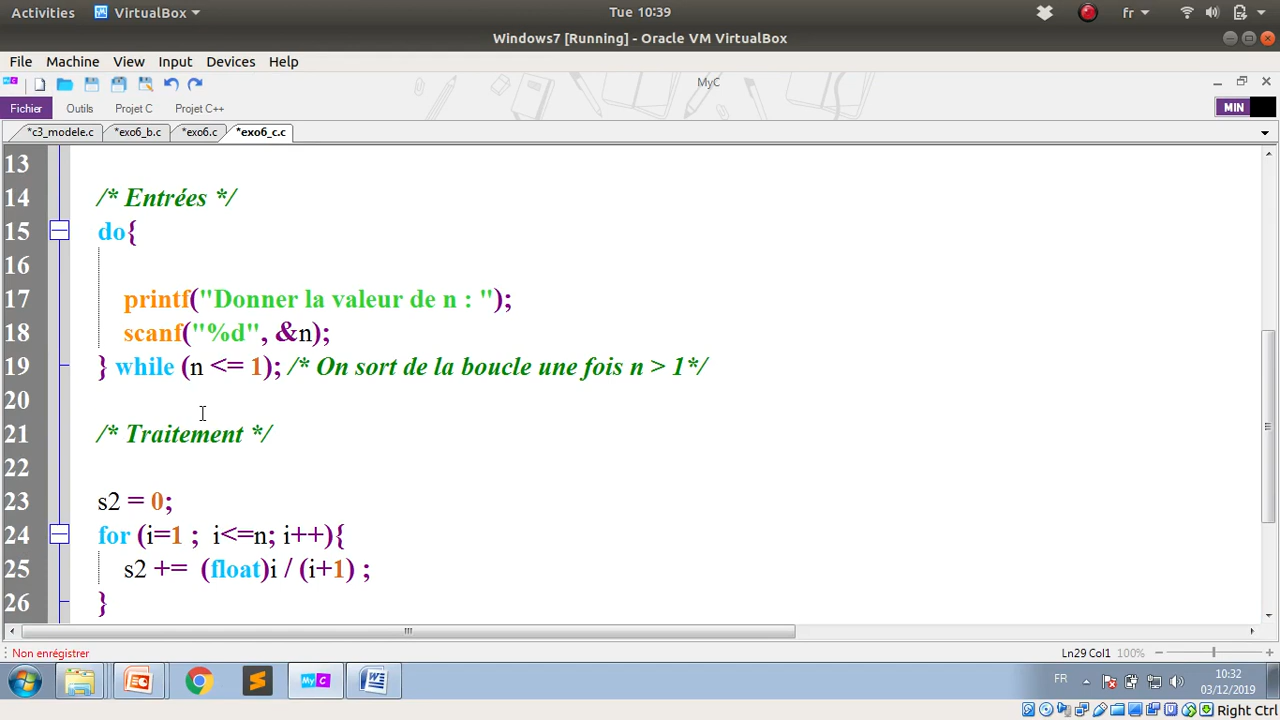 Activities VirtualBox Tue 10:39 fr
Windows7 [Running] - Oracle VM VirtualBox
File Machine View Input Devices Help
MyC
Fichier Outils Projet C Projet C++ MIN
*c3_modele.c *exo6_b.c *exo6.c *exo6_c.c
13
14 /* Entrées */
15 do{
16
17 printf("Donner la valeur de n : ");
18 scanf("%d", &n);
19 } while (n <= 1); /* On sort de la boucle une fois n > 1*/
20
21 /* Traitement */
22
23 s2 = 0;
24 for (i=1 ; i<=n; i++){
25 s2 += (float)i / (i+1) ;
26 }
Non enregistrer Ln29 Col1 100%
FR 10:32
03/12/2019
Right Ctrl